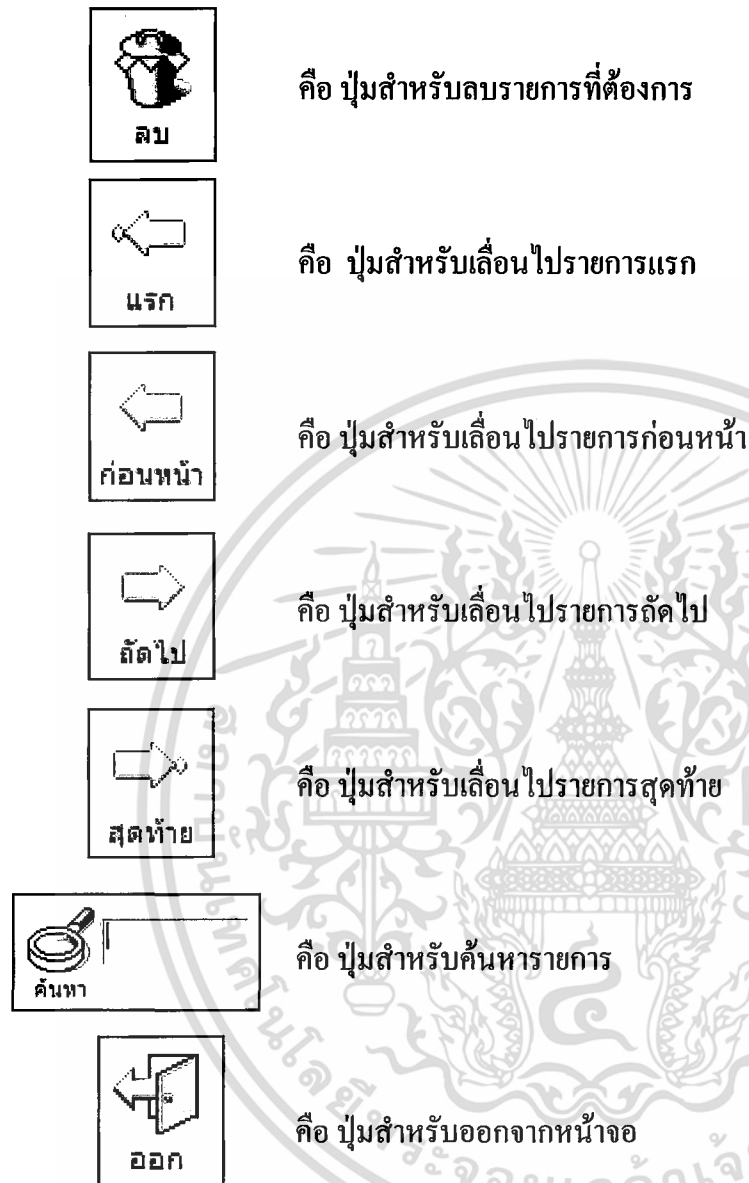 ลบ
คือ ปุ่มสำหรับลบรายการที่ต้องการ
แรก
คือ ปุ่มสำหรับเลื่อนไปรายการแรก
ก่อนหน้า
คือ ปุ่มสำหรับเลื่อนไปรายการก่อนหน้า
ถัดไป
คือ ปุ่มสำหรับเลื่อนไปรายการถัดไป
สุดท้าย
คือ ปุ่มสำหรับเลื่อนไปรายการสุดท้าย
ค้นหา
คือ ปุ่มสำหรับค้นหารายการ
ออก
คือ ปุ่มสำหรับออกจากหน้าจอ